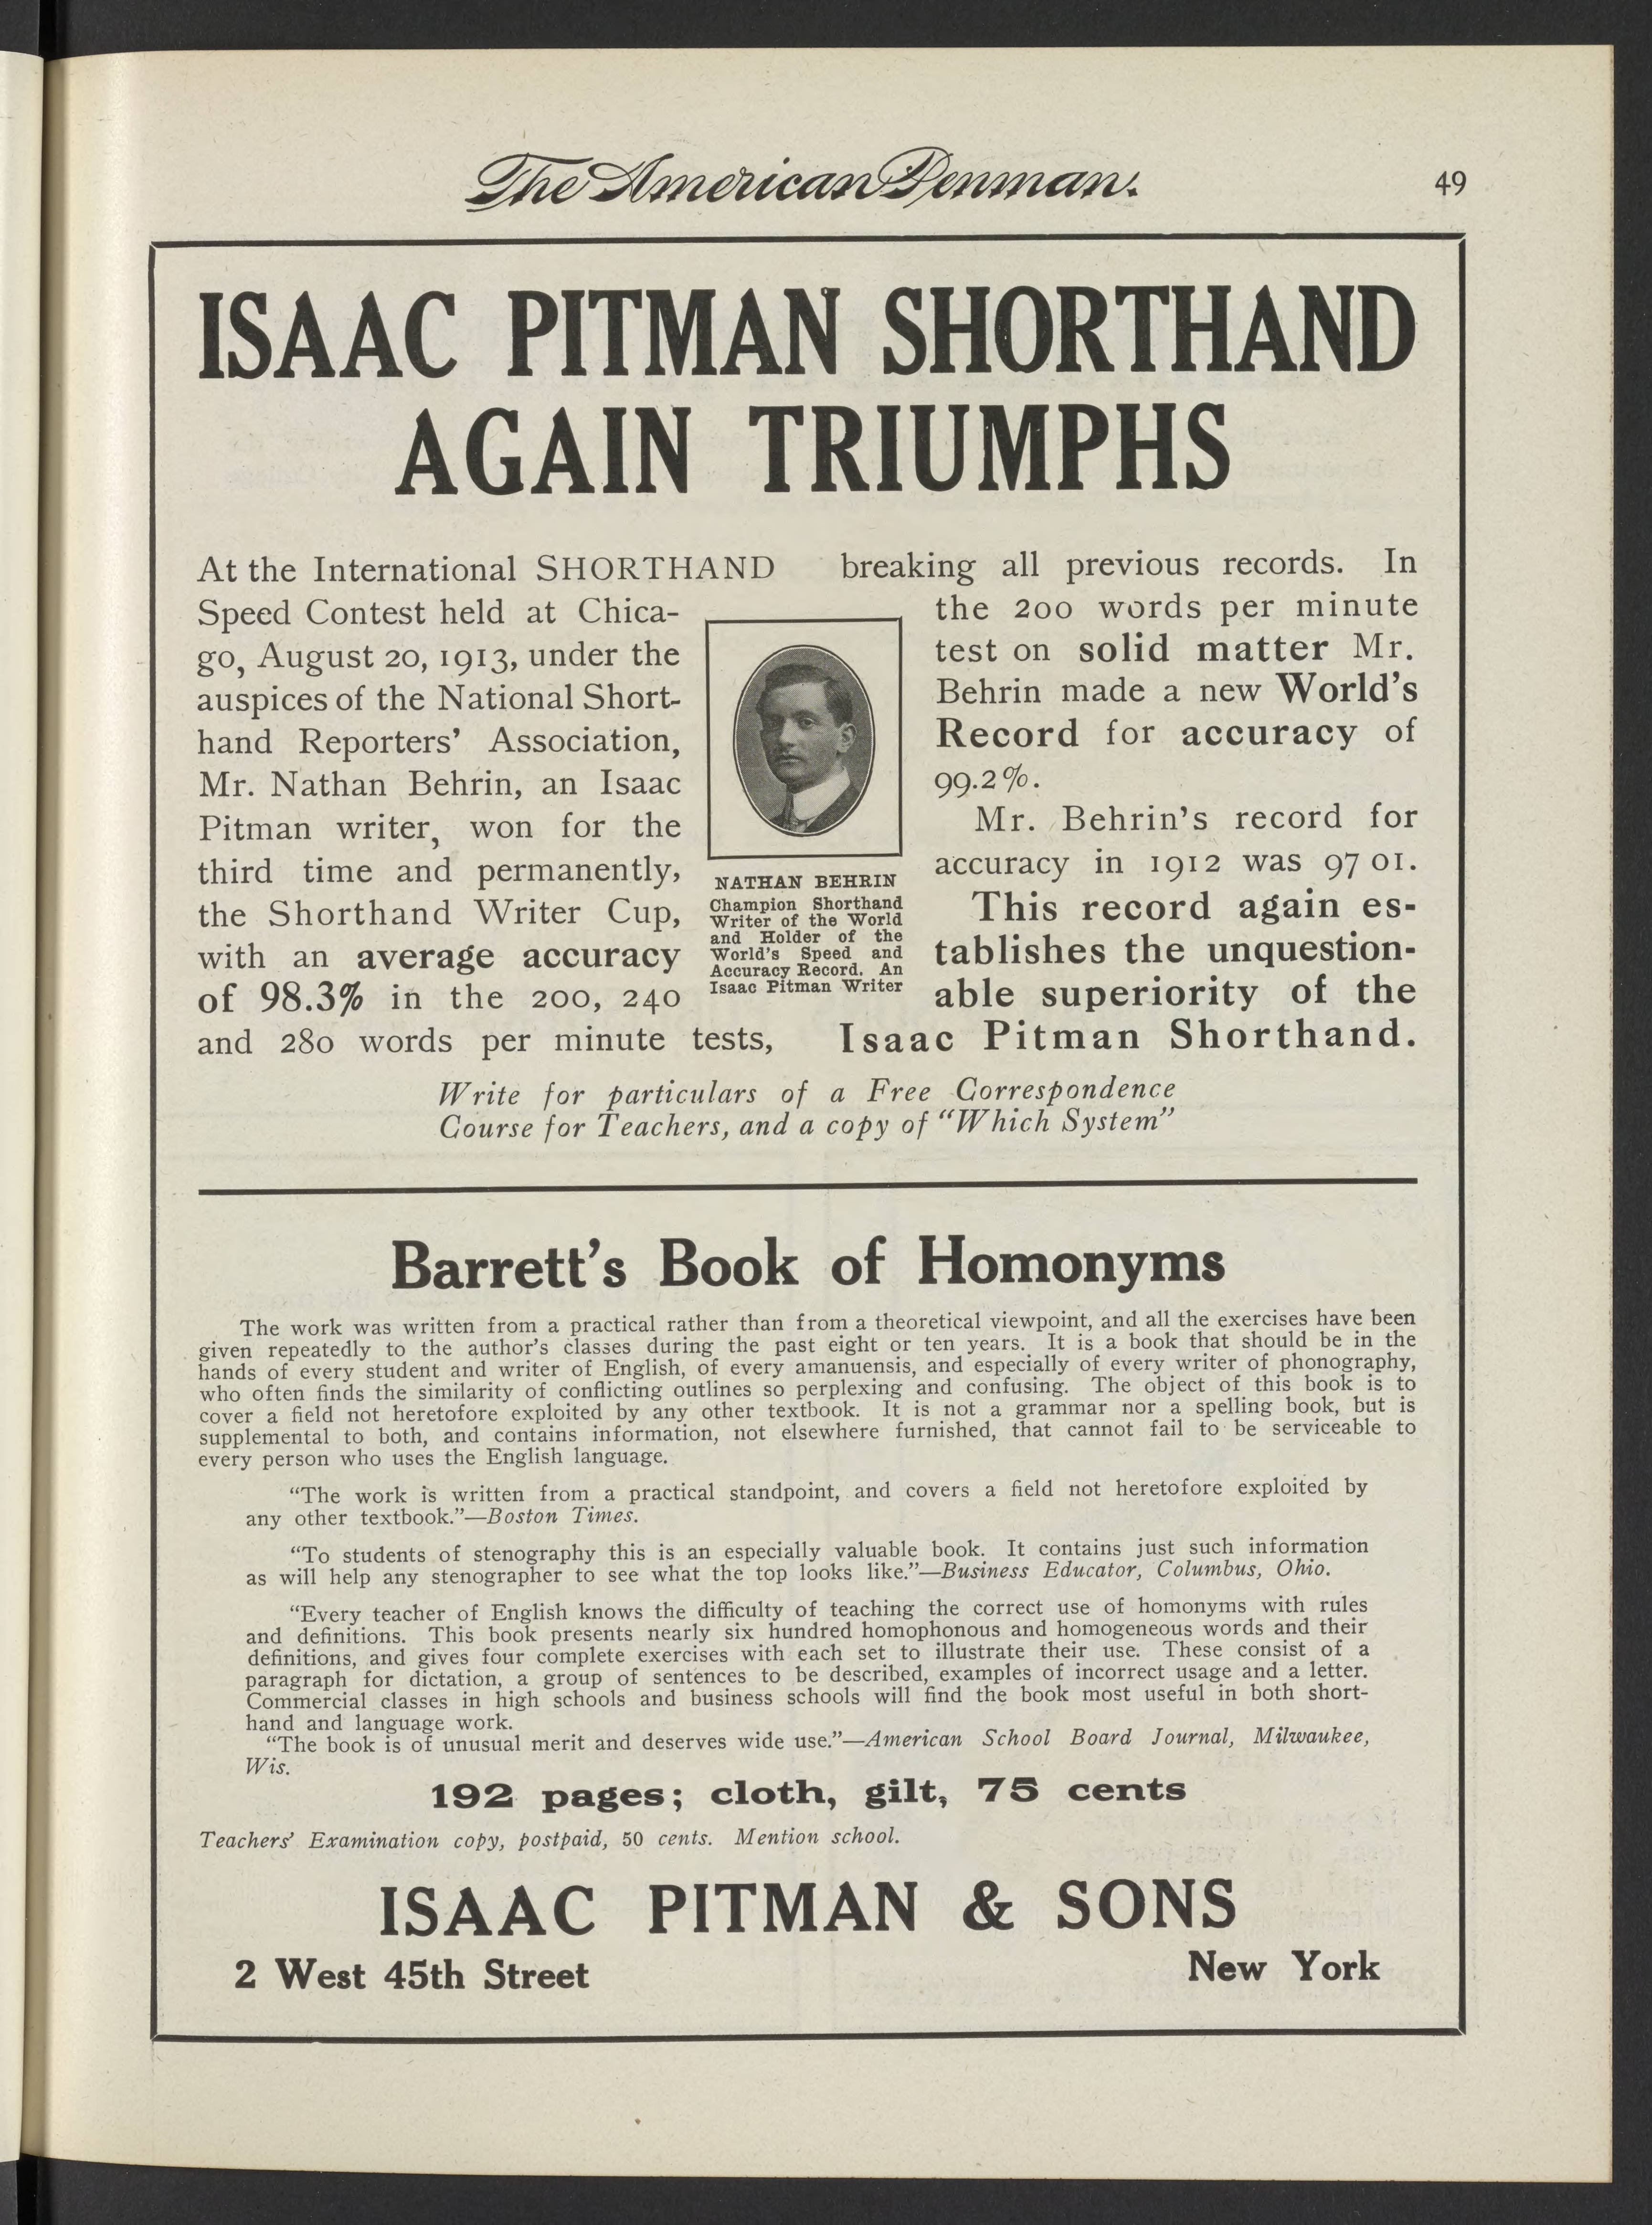 The American Penman.
49
ISAAC PITMAN SHORTHAND
AGAIN TRIUMPHS
At the International SHORTHAND
Speed Contest held at Chica-
go, August 20, 1913, under the
auspices of the National Short-
hand Reporters' Association,
Mr. Nathan Behrin, an Isaac
Pitman writer, won for the
third time and permanently,
the Shorthand Writer Cup,
with an average accuracy
of 98.3% in the 200, 240
and 280 words per minute tests,
NATHAN BEHRIN
Champion Shorthand
Writer of the World
and Holder of the
World's Speed and
Accuracy Record. An
Isaac Pitman Writer
breaking all previous records. In
the 200 words per minute
test on solid matter Mr.
Behrin made a new World's
Record for accuracy of
99.2%.
Mr. Behrin's record for
accuracy in 1912 was 97 01.
This record again es-
tablishes the unquestion-
able superiority of the
Isaac Pitman Shorthand.
Write for particulars of a Free Correspondence
Course for Teachers, and a copy of "Which System"
Barrett's Book of Homonyms
The work was written from a practical rather than from a theoretical viewpoint, and all the exercises have been
given repeatedly to the author's classes during the past eight or ten years. It is a book that should be in the
hands of every student and writer of English, of every amanuensis, and especially of every writer of phonography,
who often finds the similarity of conflicting outlines so perplexing and confusing. The object of this book is to
cover a field not heretofore exploited by any other textbook. It is not a grammar nor a spelling book, but is
supplemental to both, and contains information, not elsewhere furnished, that cannot fail to be serviceable to
every person who uses the English language.
"The work is written from a practical standpoint, and covers a field not heretofore exploited by
any other textbook."—Boston Times.
"To students of stenography this is an especially valuable book. It contains just such information
as will help any stenographer to see what the top looks like."—Business Educator, Columbus, Ohio.
"Every teacher of English knows the difficulty of teaching the correct use of homonyms with rules
and definitions. This book presents nearly six hundred homophonous and homogeneous words and their
definitions, and gives four complete exercises with each set to illustrate their use. These consist of a
paragraph for dictation, a group of sentences to be described, examples of incorrect usage and a letter.
Commercial classes in high schools and business schools will find the book most useful in both short-
hand and language work.
"The book is of unusual merit and deserves wide use."—American School Board Journal, Milwaukee,
Wis.
192 pages; cloth, gilt, 75 cents
Teachers' Examination copy, postpaid, 50 cents. Mention school.
ISAAC PITMAN & SONS
2 West 45th Street
New York